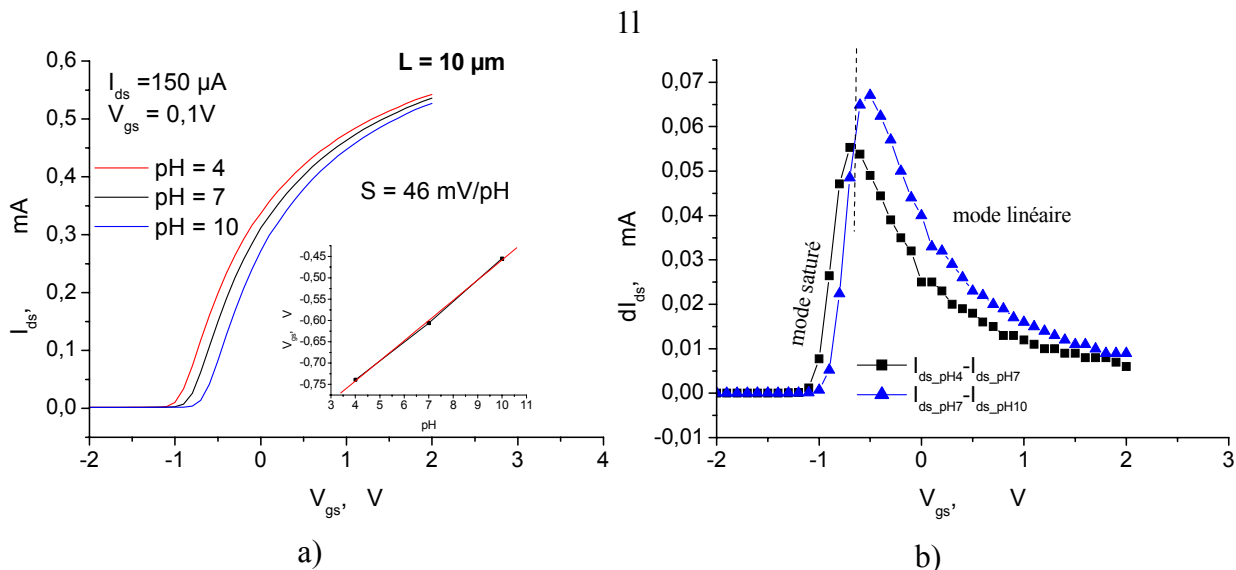 11
0,6
0,5
0,4
0,3
0,2
0,1
0,0
I_ds, mA
I_ds =150 µA
V_gs = 0,1V
L = 10 µm
pH = 4
pH = 7
pH = 10
S = 46 mV/pH
-0,45
-0,50
-0,55
-0,60
-0,65
-0,70
-0,75
V_gs, V
3 4 5 6 7 8 9 10 11
pH
-2 -1 0 1 2 3 4
V_gs, V
a)
0,07
0,06
0,05
0,04
0,03
0,02
0,01
0,00
-0,01
dI_ds, mA
mode saturé
mode linéaire
I_ds_pH4-I_ds_pH7
I_ds_pH7-I_ds_pH10
-2 -1 0 1 2 3
V_gs, V
b)